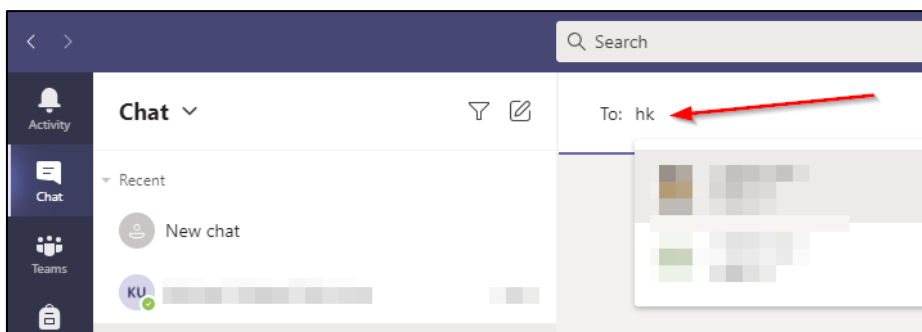 Search
Activity
Chat
To: hk
Chat
Recent
New chat
Teams
KU